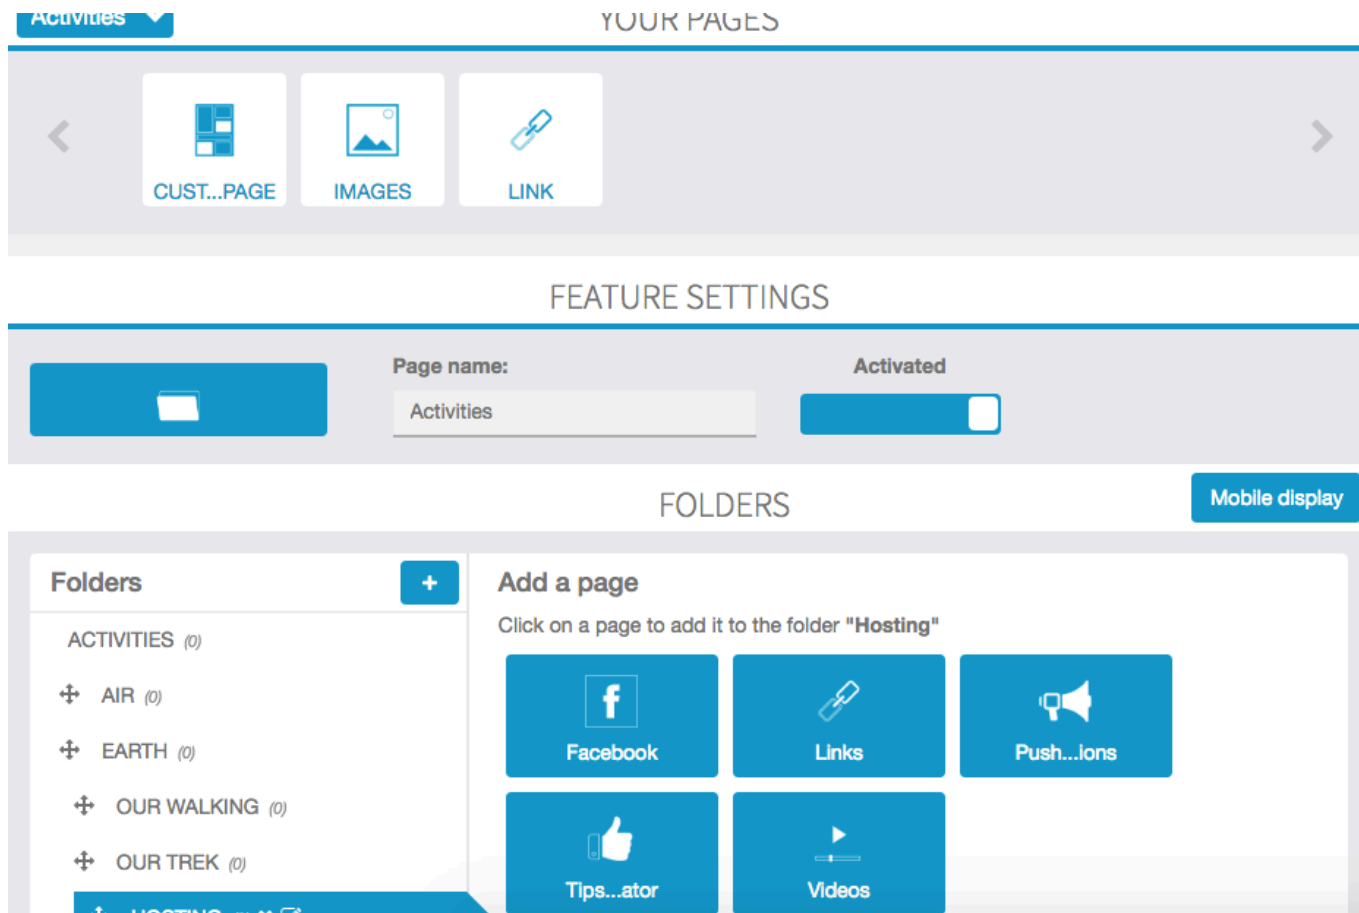 Activities
YOUR PAGES
CUST...PAGE
IMAGES
LINK
FEATURE SETTINGS
Page name:
Activated
Activities
FOLDERS
Mobile display
Folders
+
Add a page
Click on a page to add it to the folder "Hosting"
ACTIVITIES (0)
AIR (0)
EARTH (0)
OUR WALKING (0)
OUR TREK (0)
HOSTING
Facebook
Links
Push...ions
Tips...ator
Videos